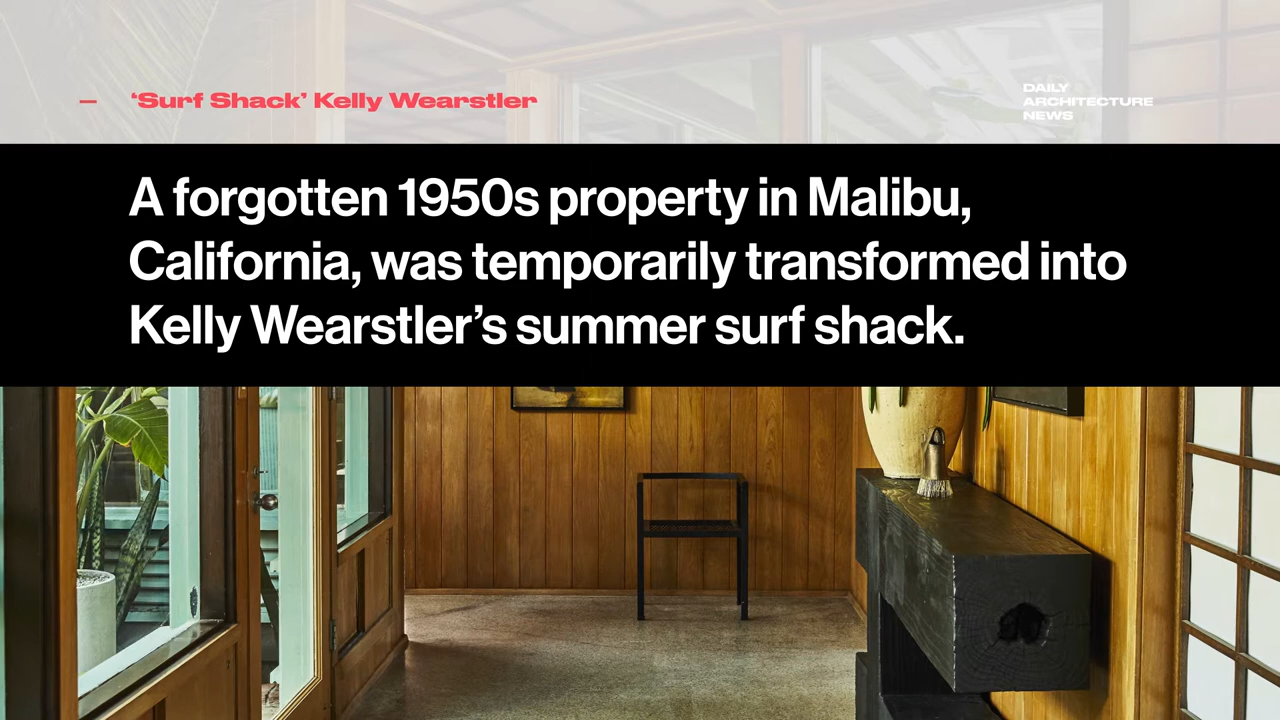 – ‘Surf Shack’ Kelly Wearstler
DAILY
ARCHITECTURE
NEWS
A forgotten 1950s property in Malibu,
California, was temporarily transformed into
Kelly Wearstler’s summer surf shack.